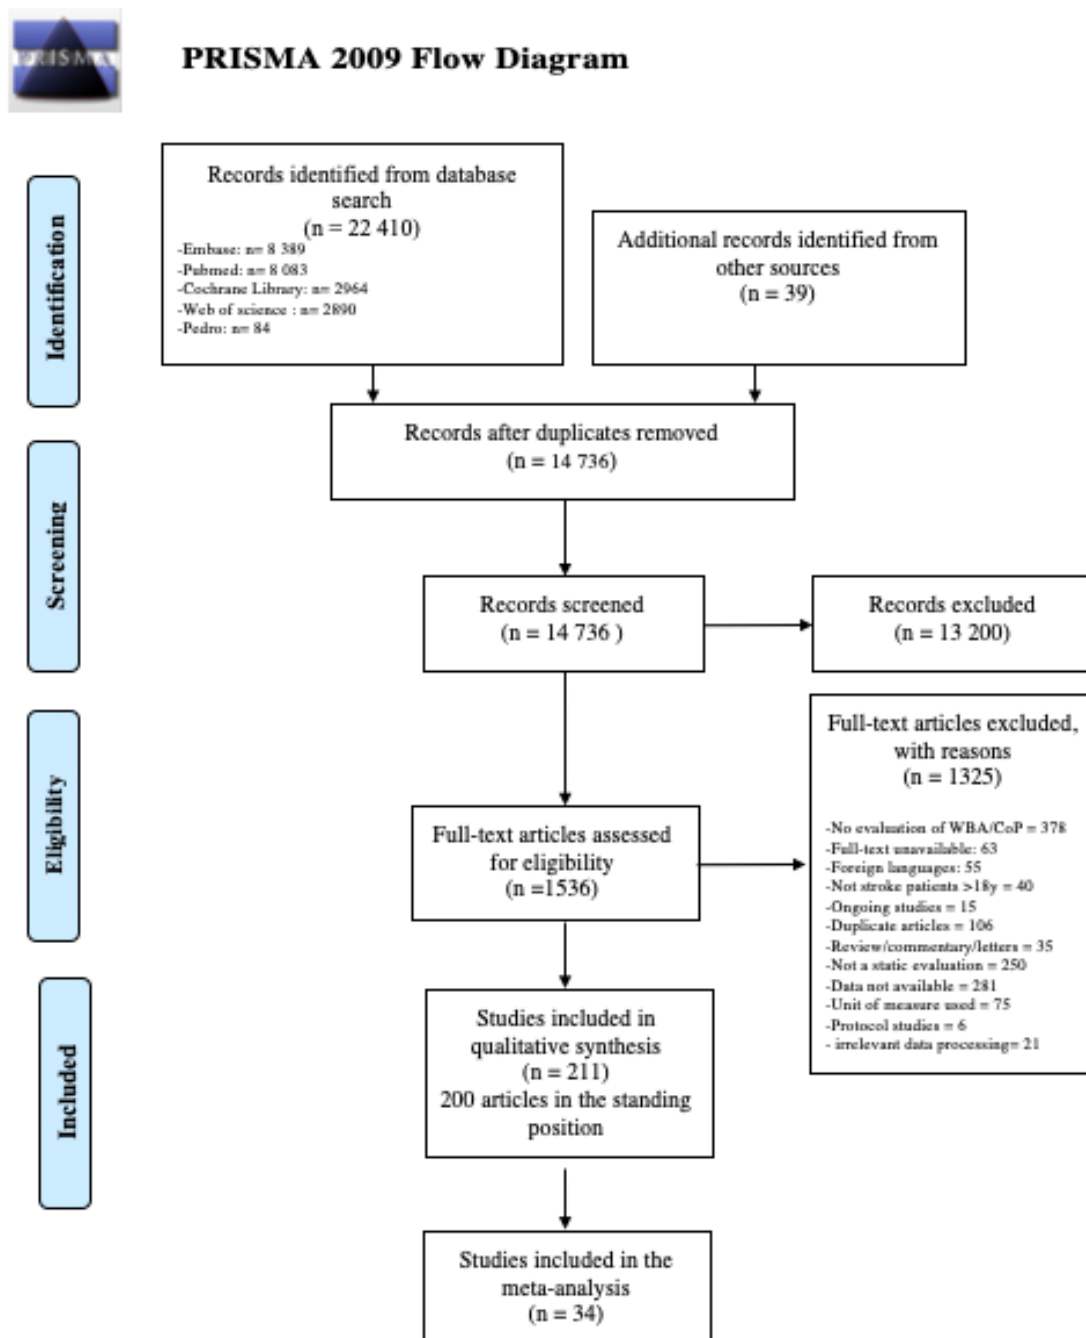 PRISMA
PRISMA 2009 Flow Diagram
Identification
Records identified from database
search
(n = 22 410)
-Embase: n= 8 389
-Pubmed: n= 8 083
-Cochrane Library: n= 2964
-Web of science : n= 2890
-Pedro: n= 84
Additional records identified from
other sources
(n = 39)
Records after duplicates removed
(n = 14 736)
Screening
Records screened
(n = 14 736 )
Records excluded
(n = 13 200)
Eligibility
Full-text articles assessed
for eligibility
(n =1536)
Full-text articles excluded,
with reasons
(n = 1325)
-No evaluation of WBA/CoP = 378
-Full-text unavailable: 63
-Foreign languages: 55
-Not stroke patients >18y = 40
-Ongoing studies = 15
-Duplicate articles = 106
-Review/commentary/letters = 35
-Not a static evaluation = 250
-Data not available = 281
-Unit of measure used = 75
-Protocol studies = 6
- irrelevant data processing= 21
Included
Studies included in
qualitative synthesis
(n = 211)
200 articles in the standing
position
Studies included in the
meta-analysis
(n = 34)